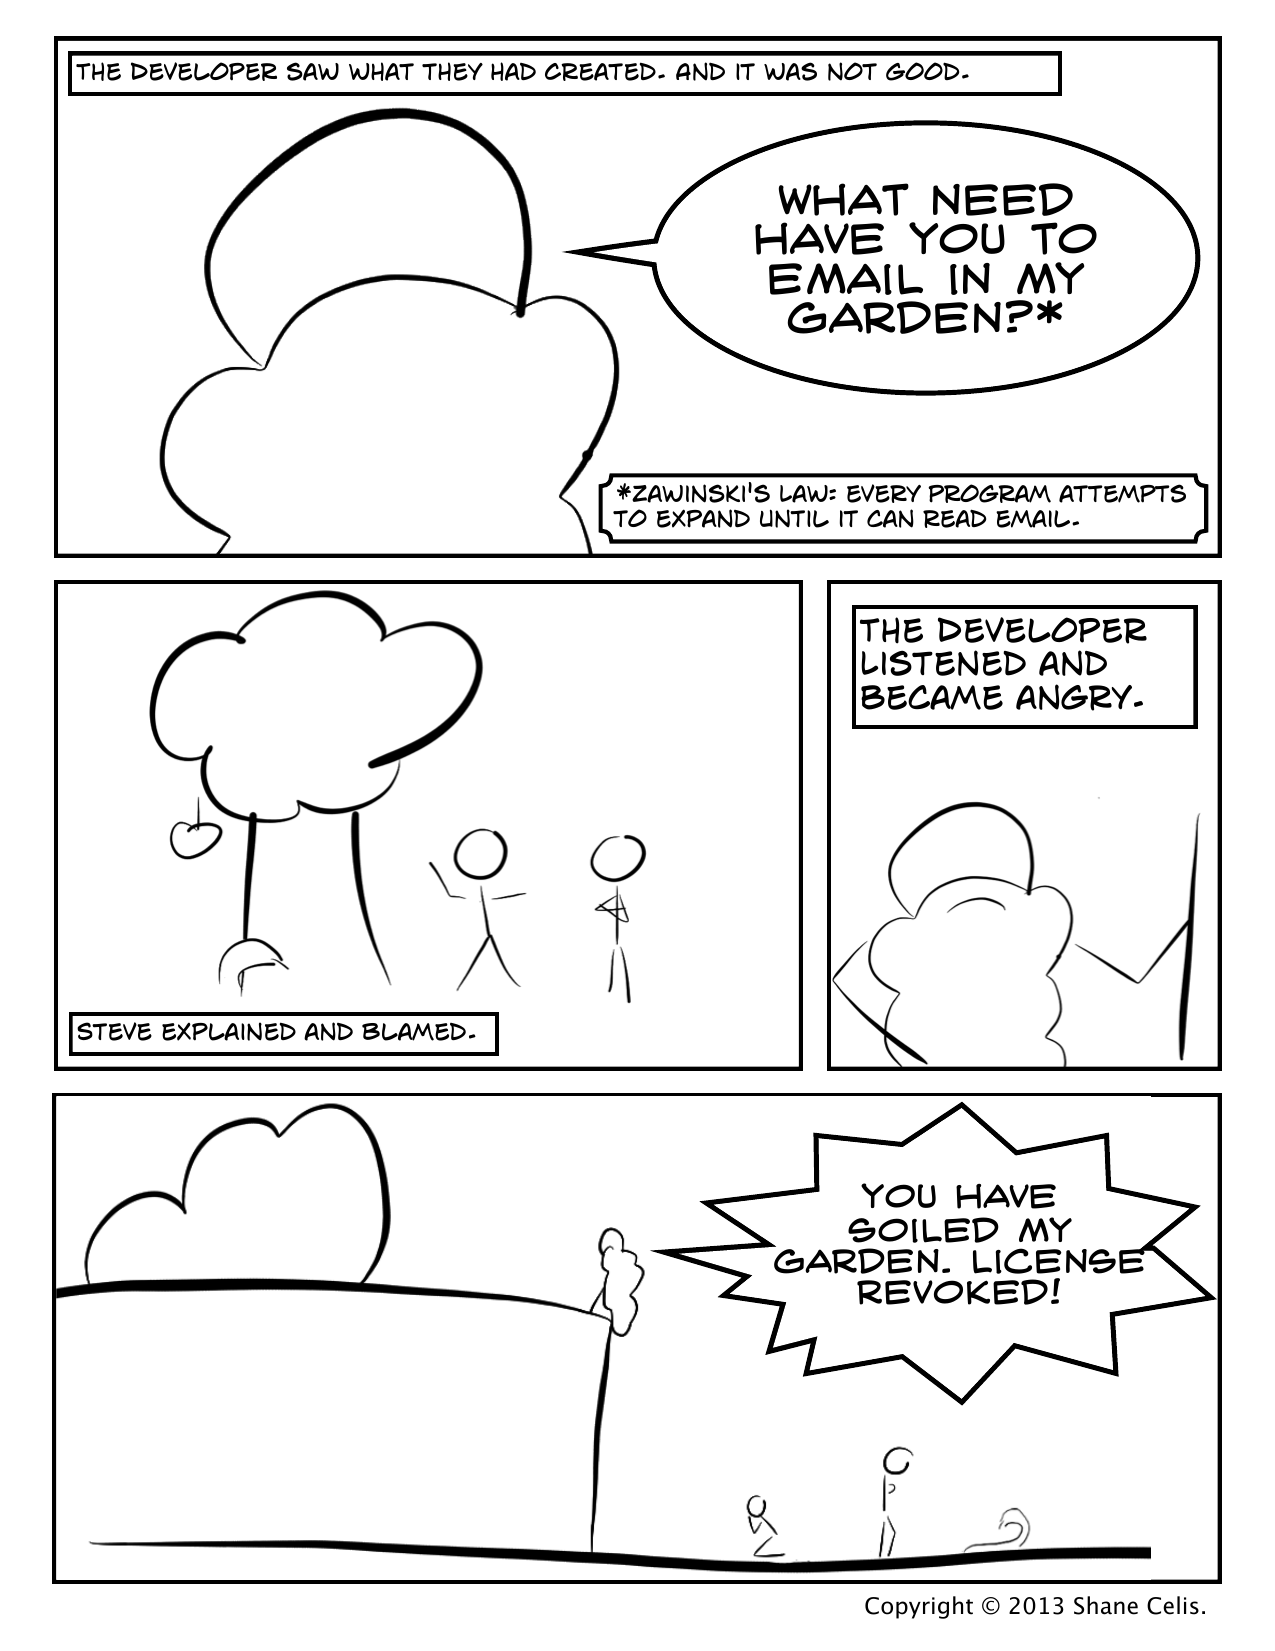 THE DEVELOPER SAW WHAT THEY HAD CREATED. AND IT WAS NOT GOOD.
WHAT NEED
HAVE YOU TO
EMAIL IN MY
GARDEN?*
*ZAWINSKI'S LAW: EVERY PROGRAM ATTEMPTS
TO EXPAND UNTIL IT CAN READ EMAIL.
STEVE EXPLAINED AND BLAMED.
THE DEVELOPER
LISTENED AND
BECAME ANGRY.
YOU HAVE
SOILED MY
GARDEN. LICENSE
REVOKED!
Copyright © 2013 Shane Celis.